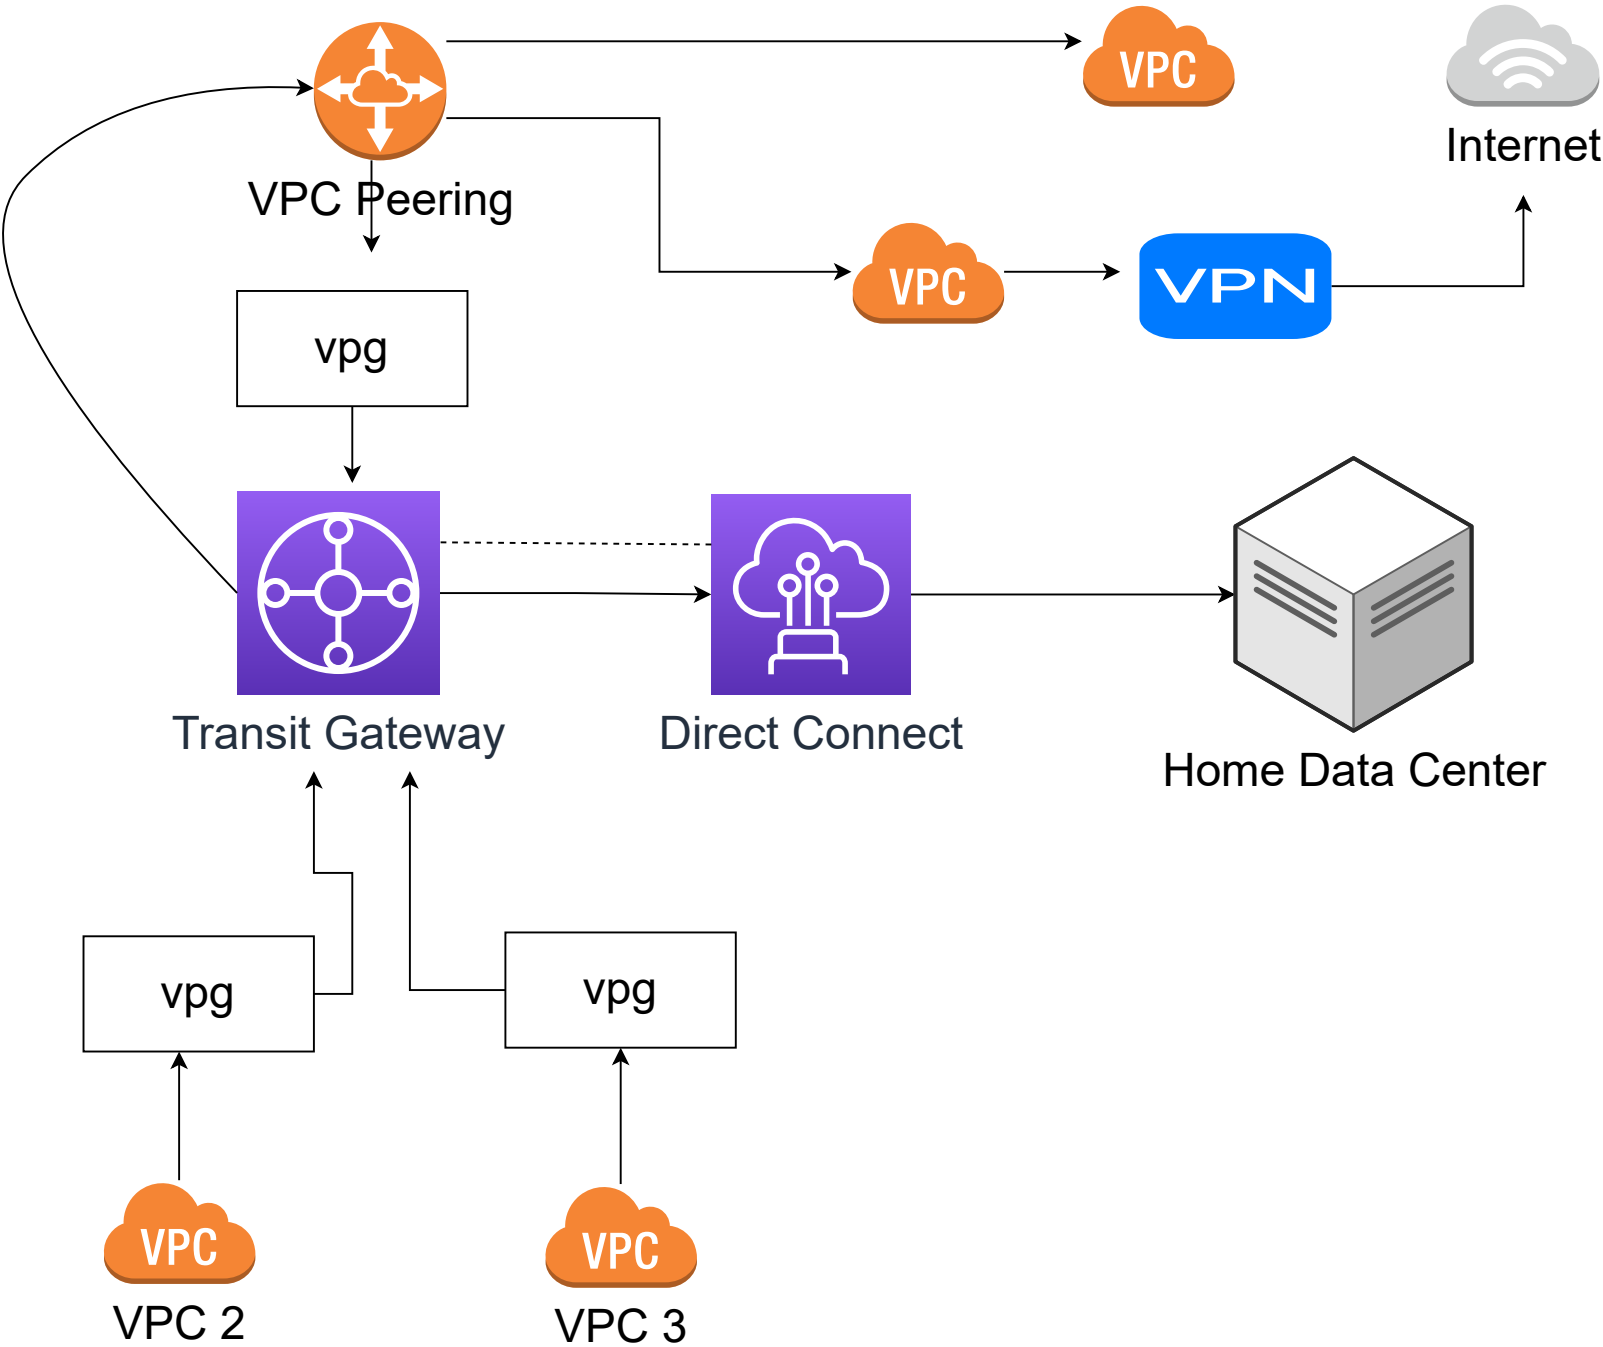 VPC
Internet
VPC Peering
VPC
VPN
vpg
Transit Gateway
Direct Connect
Home Data Center
vpg
vpg
VPC
VPC
VPC 2
VPC 3